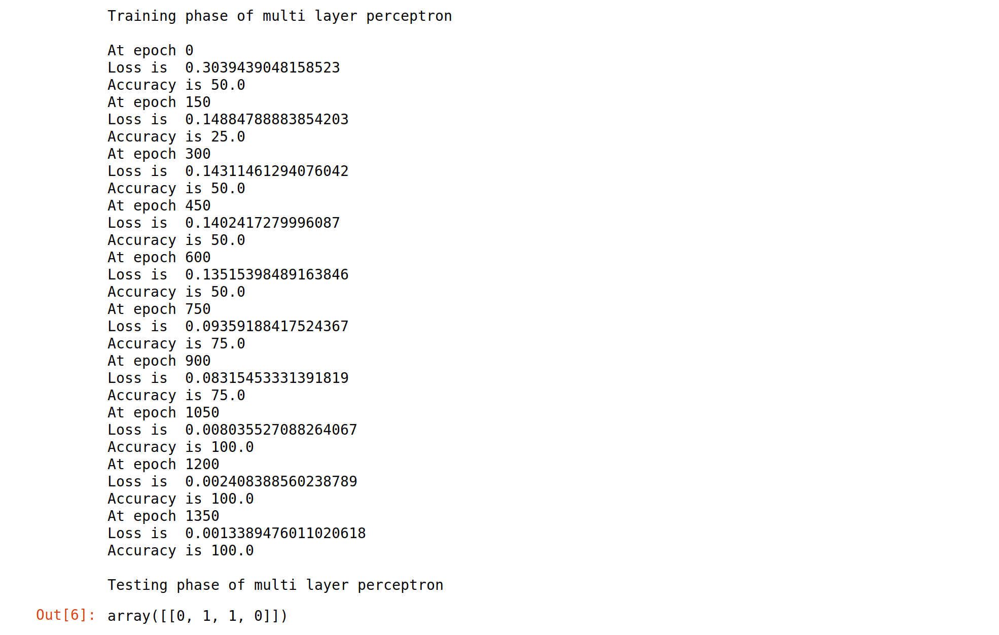 Training phase of multi layer perceptron
At epoch 0
Loss is  0.3039439048158523
Accuracy is 50.0
At epoch 150
Loss is  0.14884788883854203
Accuracy is 25.0
At epoch 300
Loss is  0.14311461294076042
Accuracy is 50.0
At epoch 450
Loss is  0.1402417279996087
Accuracy is 50.0
At epoch 600
Loss is  0.13515398489163846
Accuracy is 50.0
At epoch 750
Loss is  0.09359188417524367
Accuracy is 75.0
At epoch 900
Loss is  0.08315453331391819
Accuracy is 75.0
At epoch 1050
Loss is  0.008035527088264067
Accuracy is 100.0
At epoch 1200
Loss is  0.002408388560238789
Accuracy is 100.0
At epoch 1350
Loss is  0.0013389476011020618
Accuracy is 100.0
Testing phase of multi layer perceptron
Out[6]: array([[0, 1, 1, 0]])